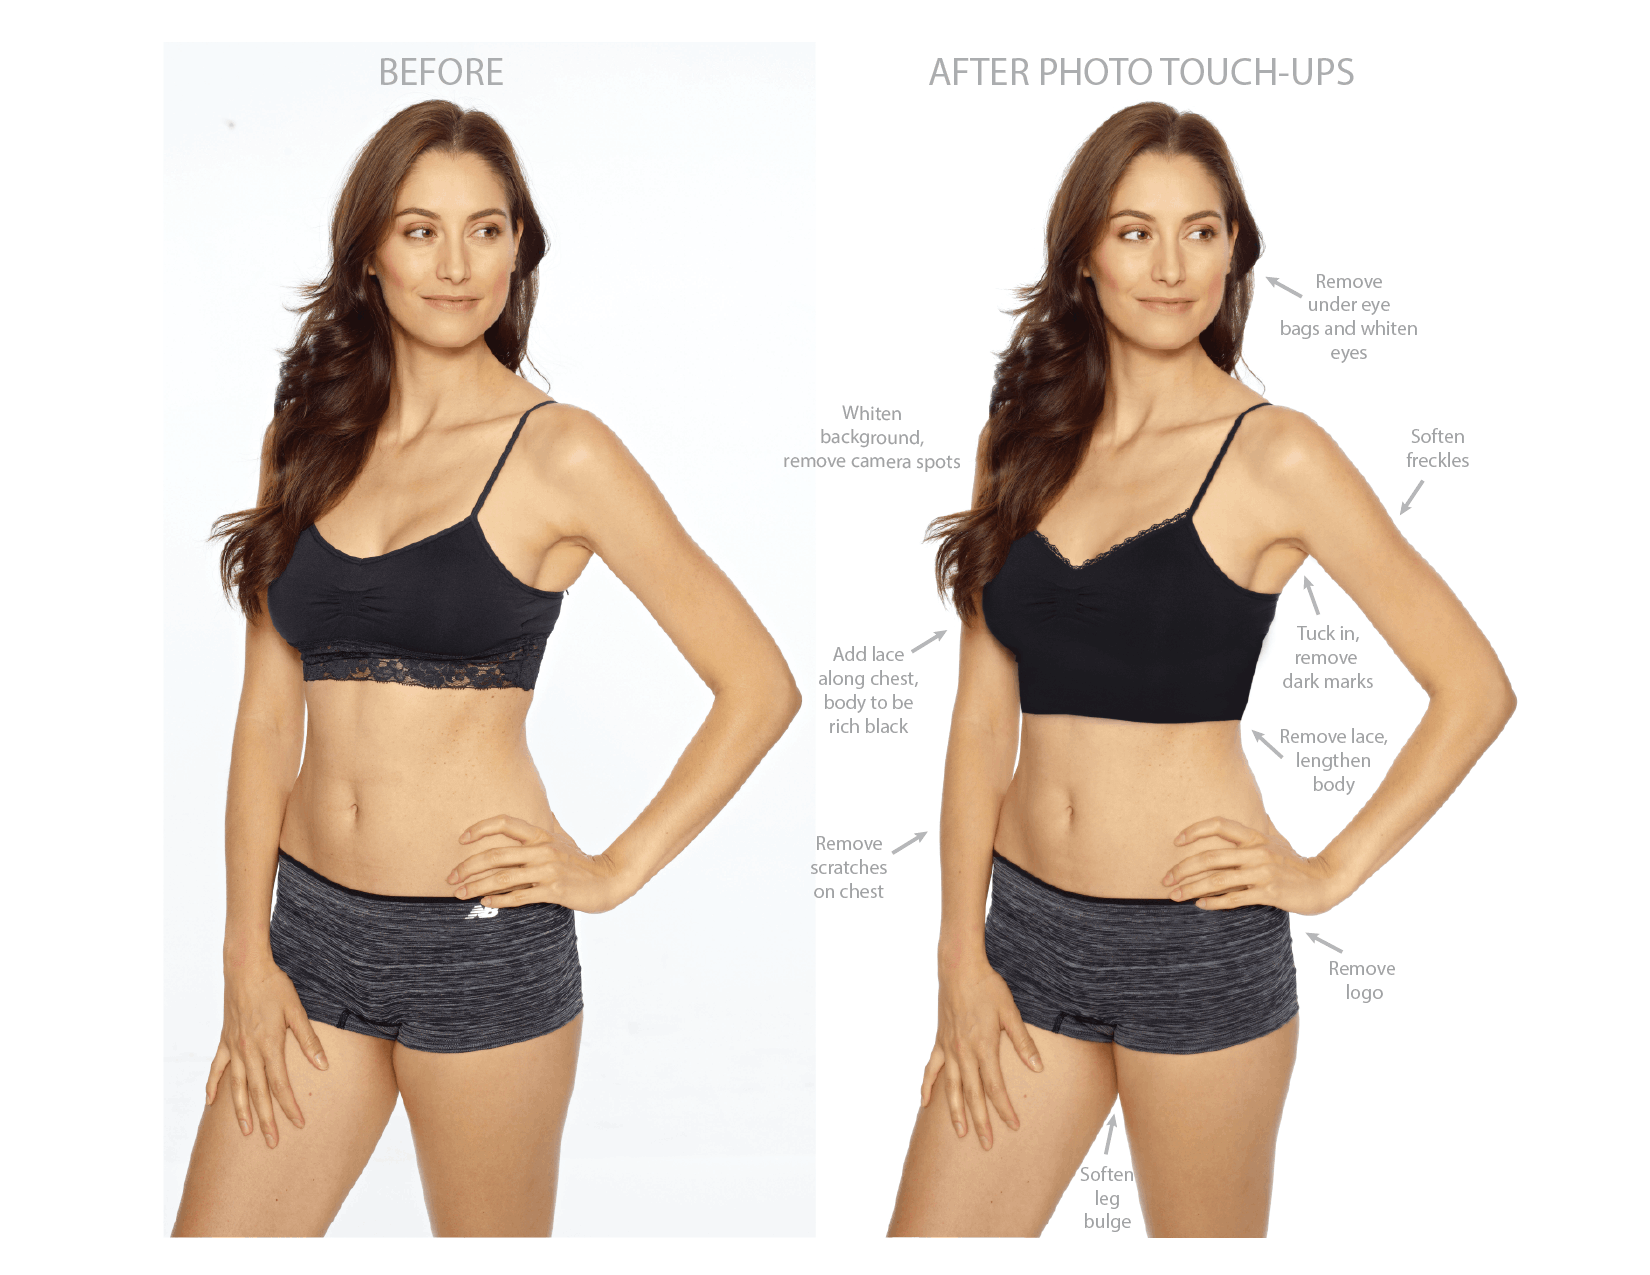 BEFORE
AFTER PHOTO TOUCH-UPS
Remove
under eye
bags and whiten
eyes
Whiten
background,
remove camera spots
Soften
freckles
Add lace
along chest,
body to be
rich black
Tuck in,
remove
dark marks
Remove lace,
lengthen
body
Remove
scratches
on chest
NB
Remove
logo
Soften
leg
bulge